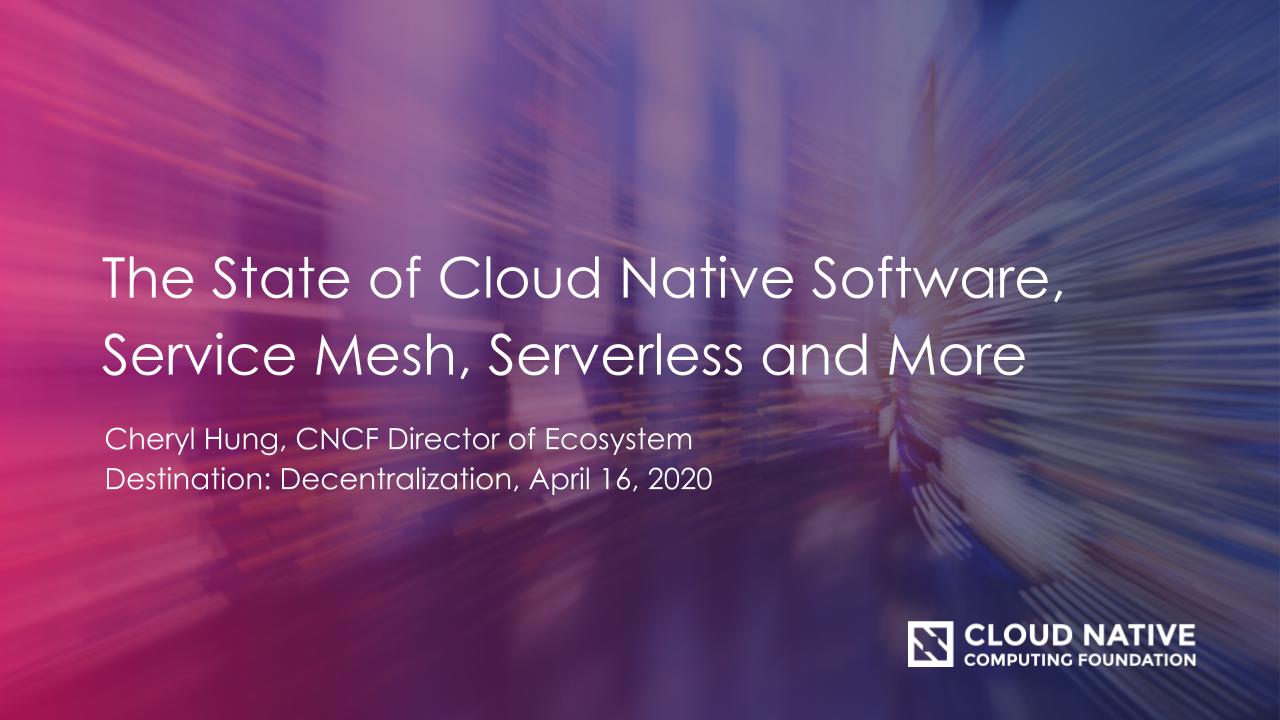 The State of Cloud Native Software,
Service Mesh, Serverless and More
Cheryl Hung, CNCF Director of Ecosystem
Destination: Decentralization, April 16, 2020
CLOUD NATIVE
COMPUTING FOUNDATION